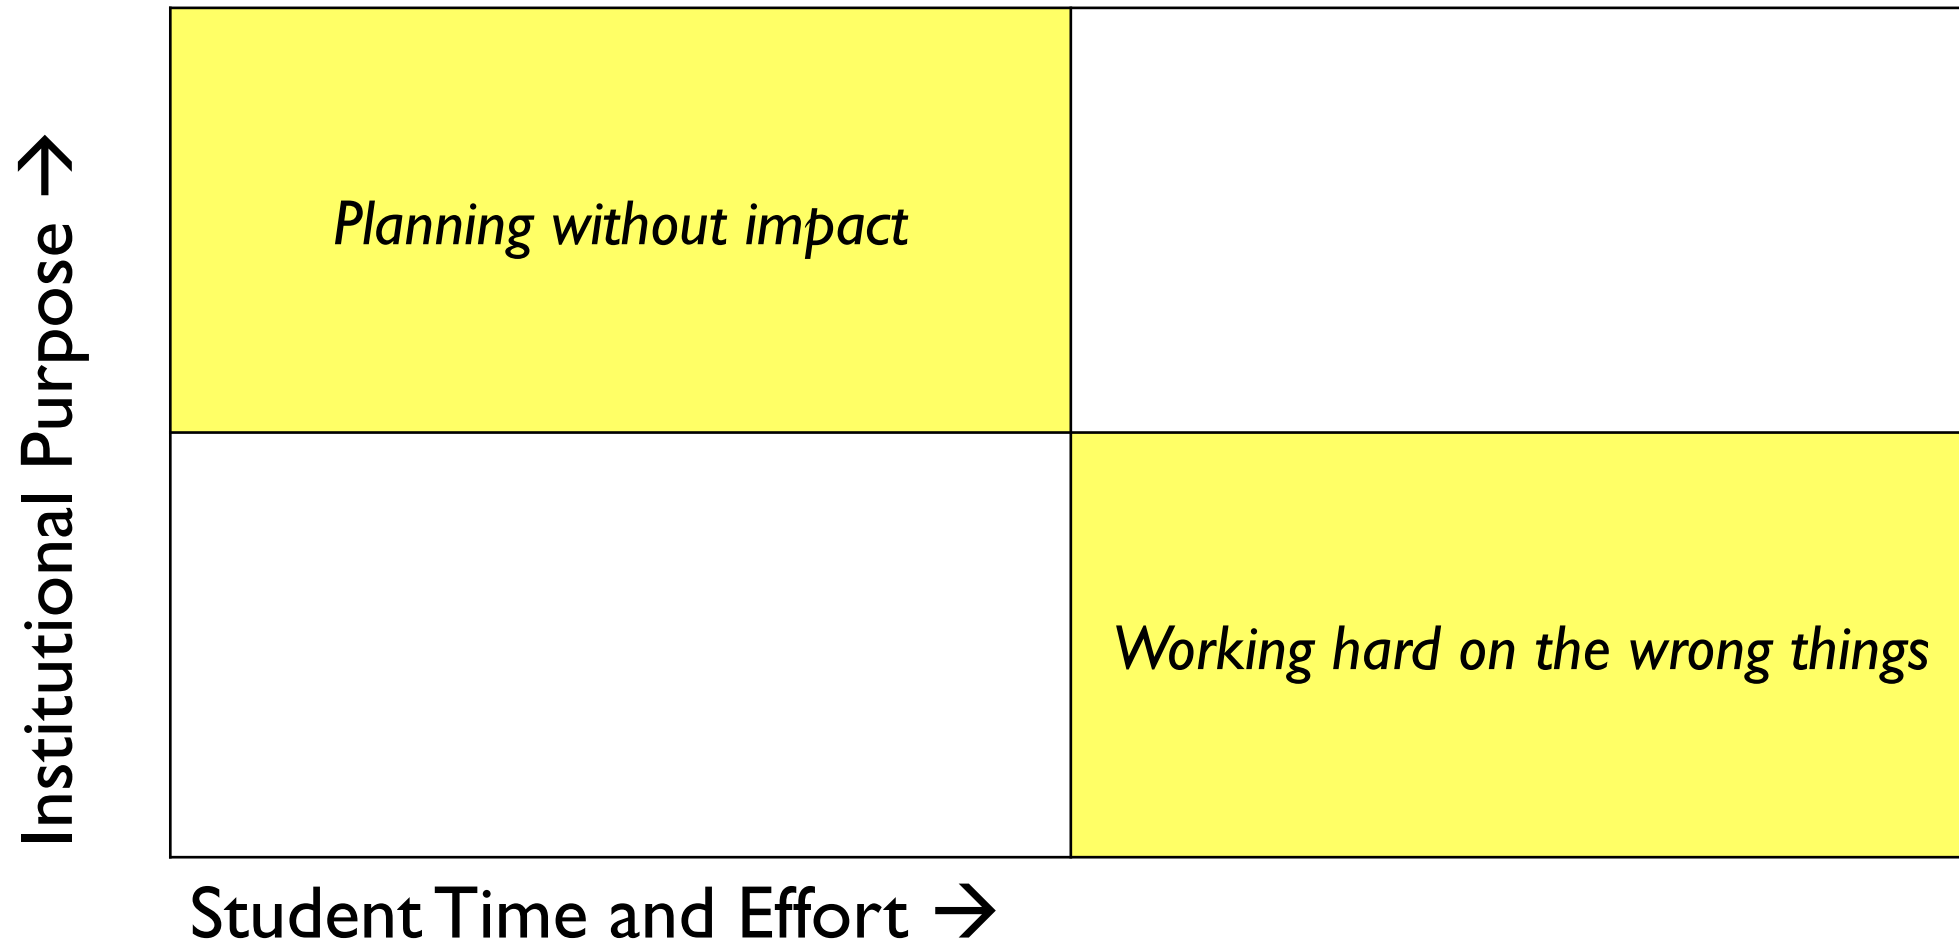 Institutional Purpose →
Planning without impact
Working hard on the wrong things
Student Time and Effort →